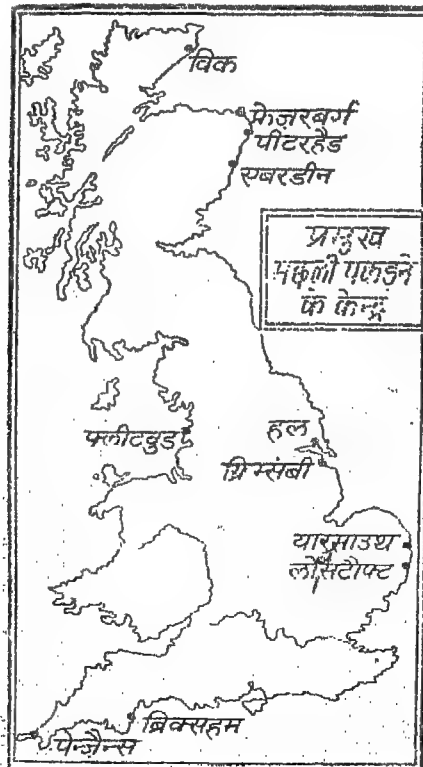 विक
फ्रेज़रबर्ग
पीटरहैड
एबरडीन
प्रमुख
मछली पकड़ने
के केन्द्र
फ्लीटवुड
हल
ग्रिम्सबी
यारमाउथ
लोसटोफ्ट
ब्रिक्सहम
पेन्ज़ैन्स